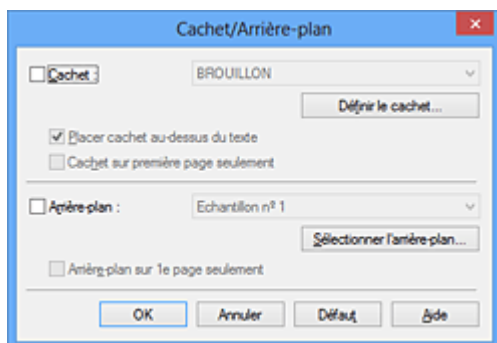 Cachet/Arrière-plan
Cachet : BROUILLON
Définir le cachet...
Placer cachet au-dessus du texte
Cachet sur première page seulement
Arrière-plan : Echantillon nº 1
Sélectionner l'arrière-plan...
Arrière-plan sur 1e page seulement
OK Annuler Défaut Aide